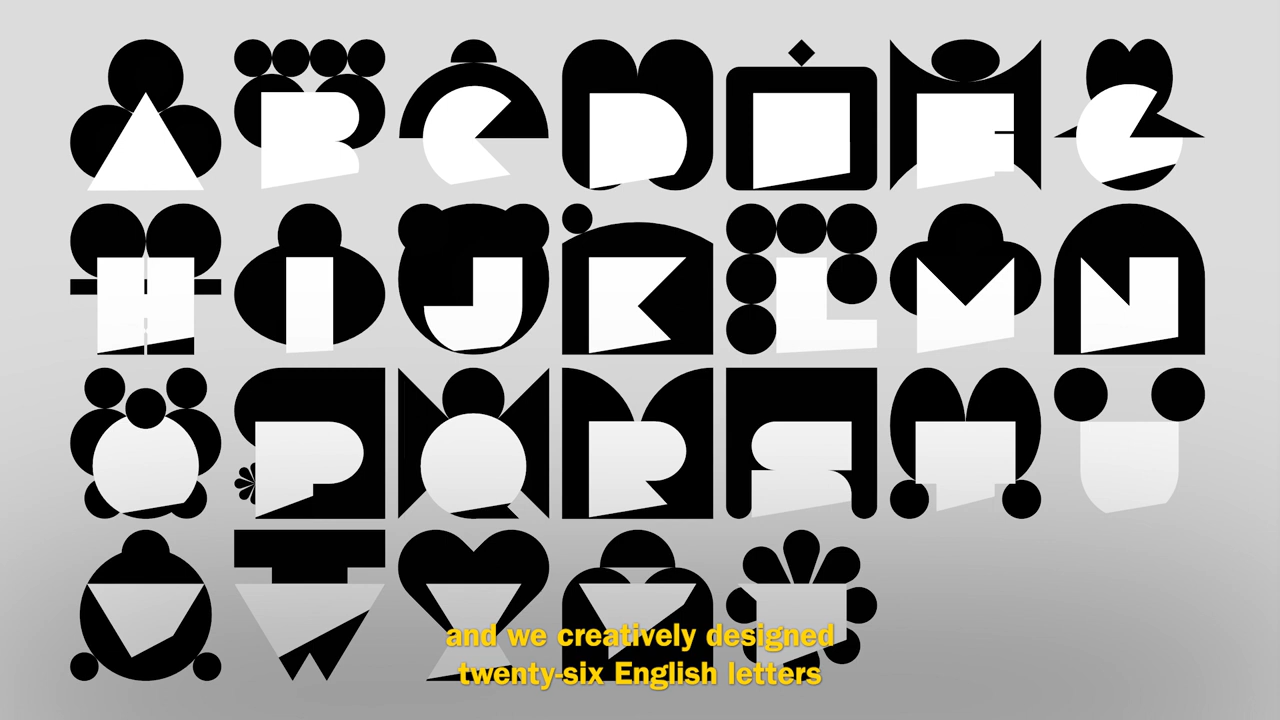 A B C D E F G
H I J K L M N
O P Q R S T U
V W X Y Z
and we creatively designed
twenty-six English letters